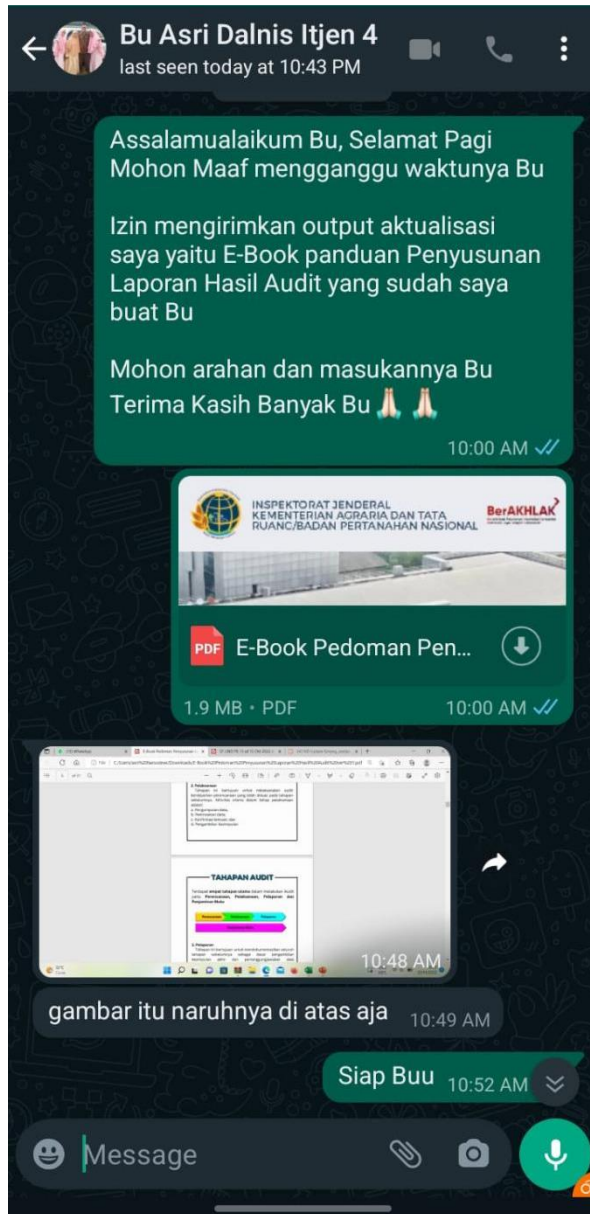 Bu Asri Dalnis Itjen 4
last seen today at 10:43 PM
Assalamualaikum Bu, Selamat Pagi
Mohon Maaf mengganggu waktunya Bu
Izin mengirimkan output aktualisasi
saya yaitu E-Book panduan Penyusunan
Laporan Hasil Audit yang sudah saya
buat Bu
Mohon arahan dan masukannya Bu
Terima Kasih Banyak Bu 🙏🏻 🙏🏻
10:00 AM
INSPEKTORAT JENDERAL
KEMENTERIAN AGRARIA DAN TATA
RUANG/BADAN PERTANAHAN NASIONAL
BerAKHLAK
PDF
E-Book Pedoman Pen...
1.9 MB • PDF
10:00 AM
TAHAPAN AUDIT
10:48 AM
gambar itu naruhnya di atas aja
10:49 AM
Siap Buu
10:52 AM
Message